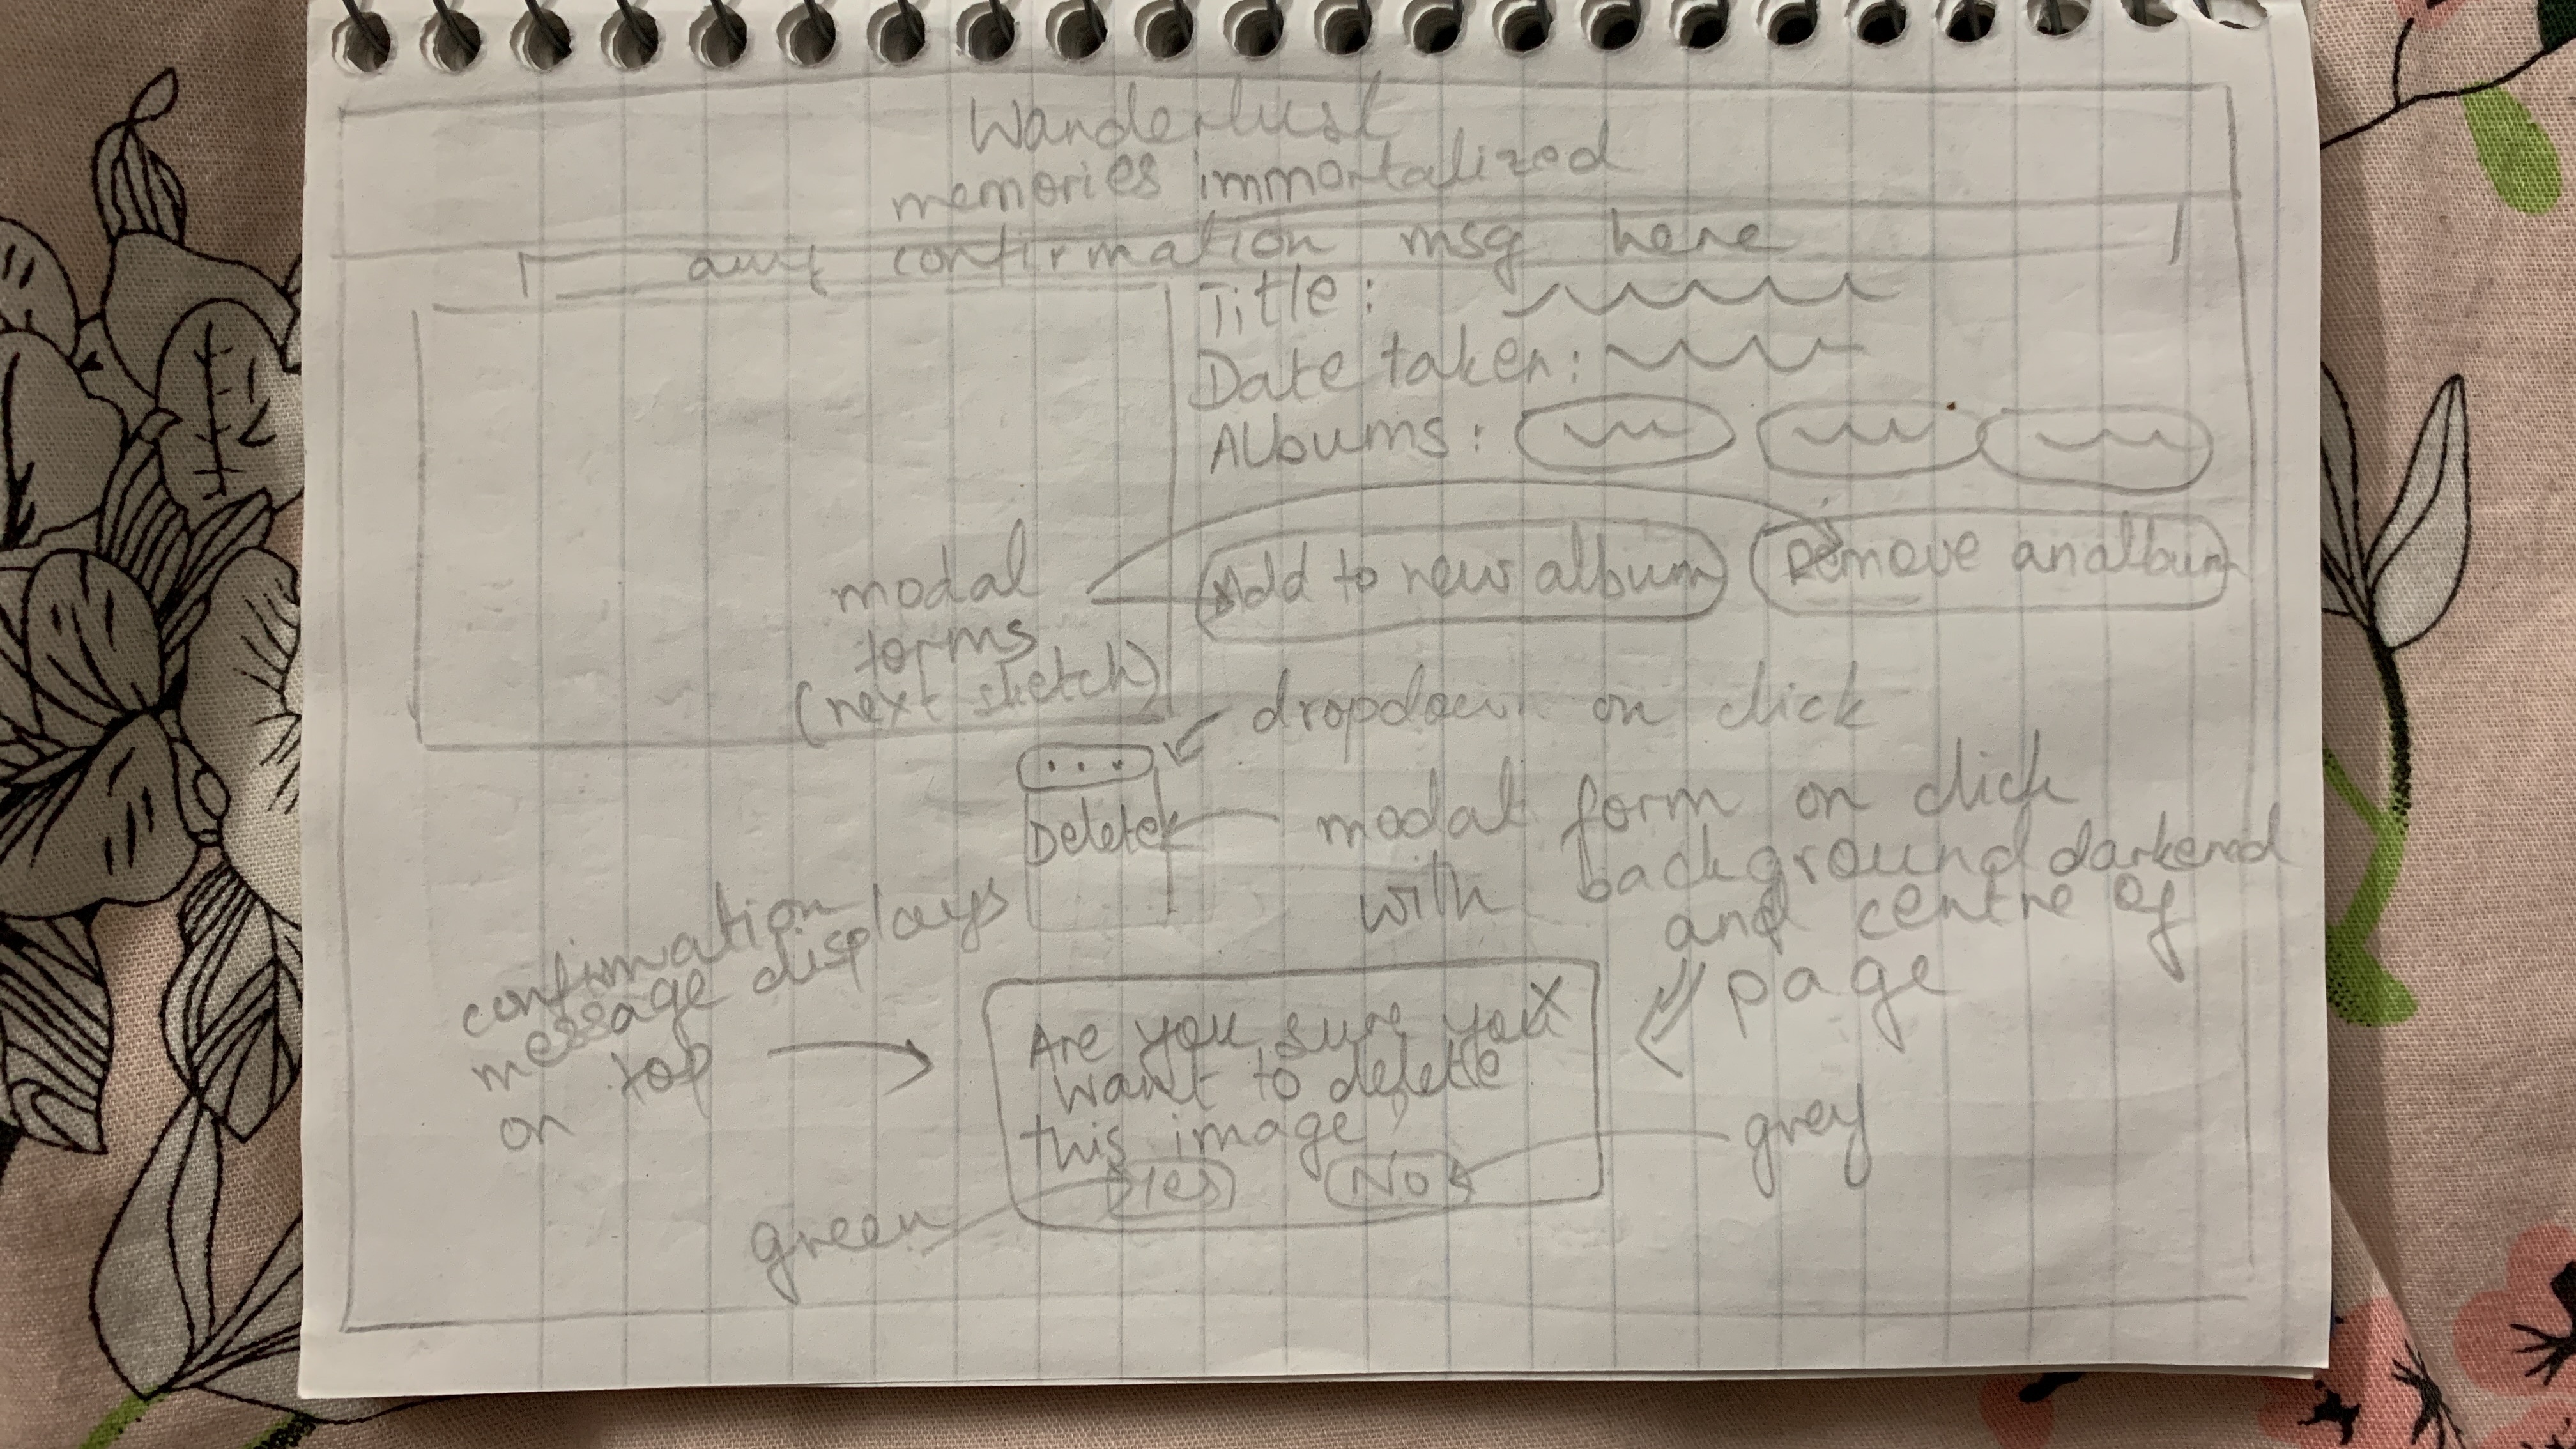 Wanderlust
memories immortalized
any confirmation msg here
Title:
Date taken:
Albums:
Add to new album
Remove an album
modal
forms
(next sketch)
dropdown on click
...
Delete
modal form on click
with background darkened
and centre of
page
confirmation
message displays
on top
X
Are you sure you
want to delete
this image?
Yes
No
green
grey